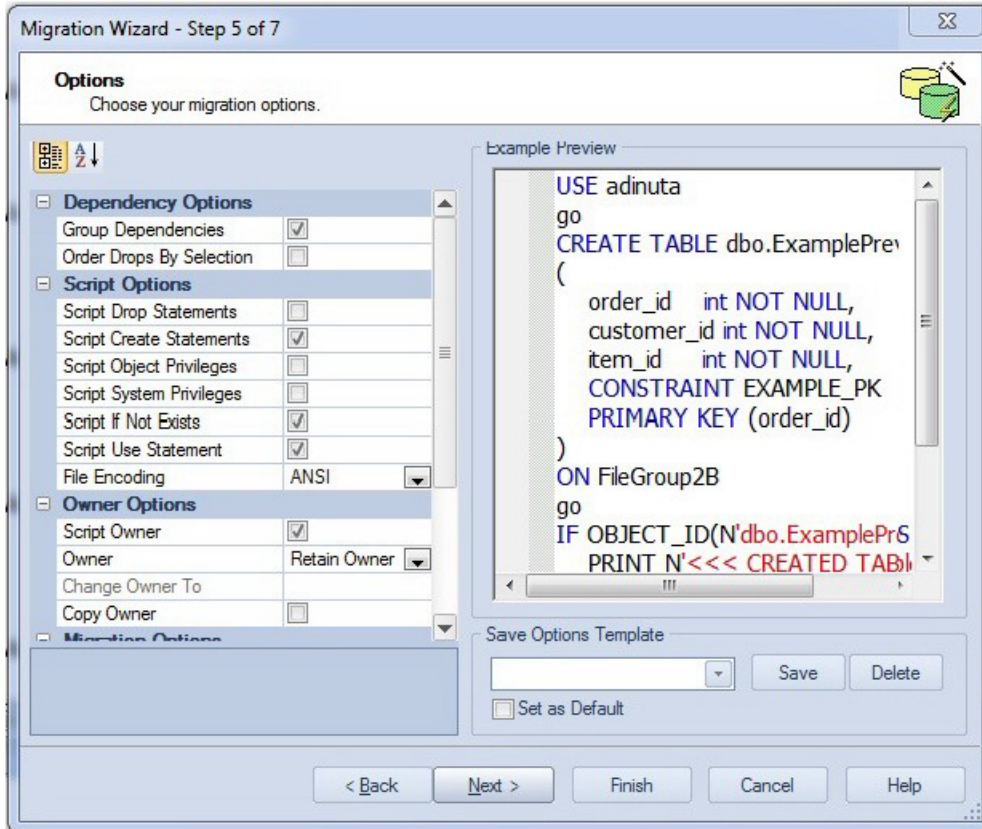 Migration Wizard - Step 5 of 7
Options
Choose your migration options.
Dependency Options
Group Dependencies
Order Drops By Selection
Script Options
Script Drop Statements
Script Create Statements
Script Object Privileges
Script System Privileges
Script If Not Exists
Script Use Statement
File Encoding ANSI
Owner Options
Script Owner
Owner Retain Owner
Change Owner To
Copy Owner
Migration Options
Example Preview
USE adinuta
go
CREATE TABLE dbo.ExamplePrev
(
order_id int NOT NULL,
customer_id int NOT NULL,
item_id int NOT NULL,
CONSTRAINT EXAMPLE_PK
PRIMARY KEY (order_id)
)
ON FileGroup2B
go
IF OBJECT_ID(N'dbo.ExamplePr
PRINT N'<<< CREATED TABl
Save Options Template
Save Delete
Set as Default
< Back Next > Finish Cancel Help